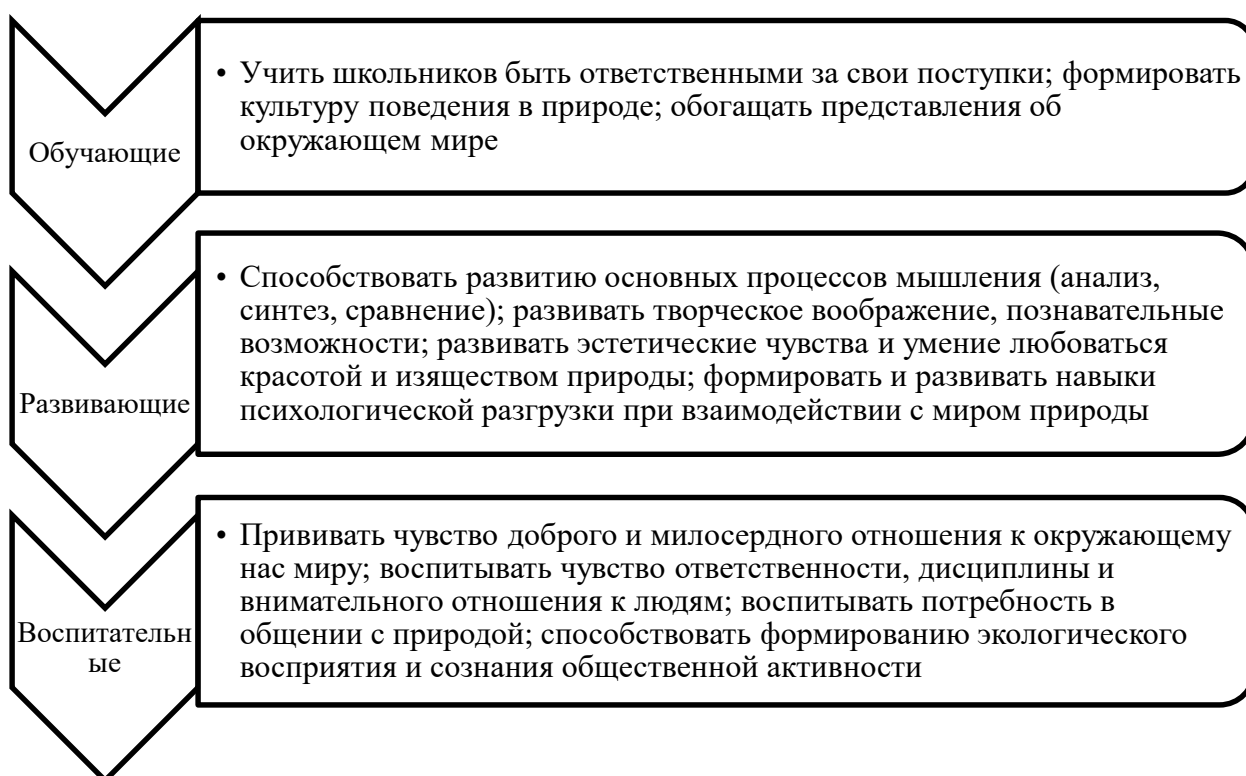 Обучающие
• Учить школьников быть ответственными за свои поступки; формировать
культуру поведения в природе; обогащать представления об
окружающем мире
Развивающие
• Способствовать развитию основных процессов мышления (анализ,
синтез, сравнение); развивать творческое воображение, познавательные
возможности; развивать эстетические чувства и умение любоваться
красотой и изяществом природы; формировать и развивать навыки
психологической разгрузки при взаимодействии с миром природы
Воспитательн
ые
• Прививать чувство доброго и милосердного отношения к окружающему
нас миру; воспитывать чувство ответственности, дисциплины и
внимательного отношения к людям; воспитывать потребность в
общении с природой; способствовать формированию экологического
восприятия и сознания общественной активности